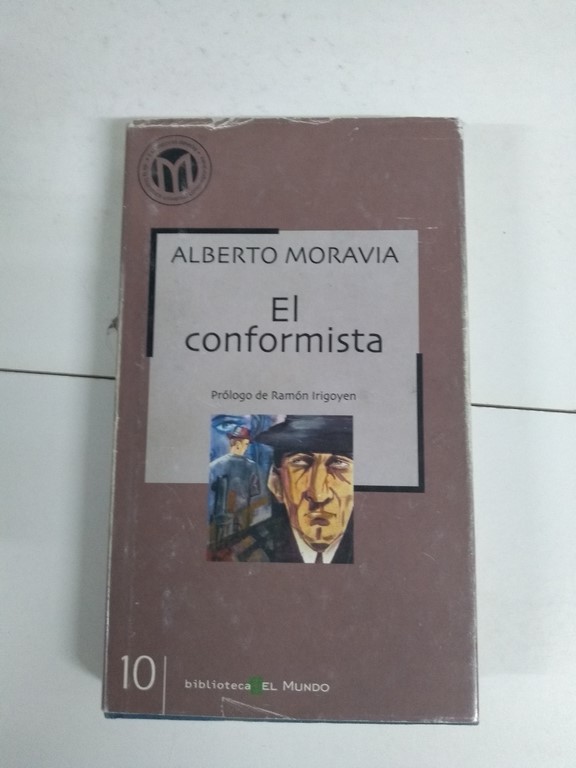 ALBERTO MORAVIA
El
conformista
Prólogo de Ramón Irigoyen
10
biblioteca EL MUNDO